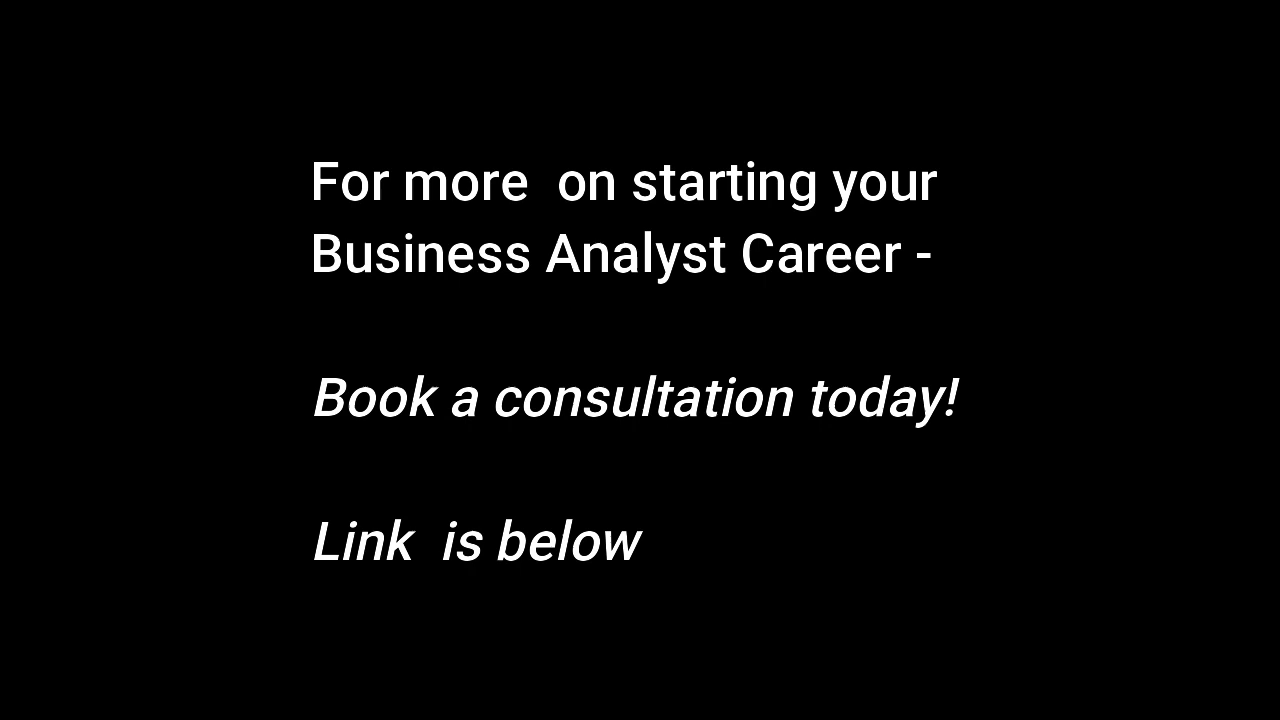 For more  on starting your
Business Analyst Career -
Book a consultation today!
Link  is below